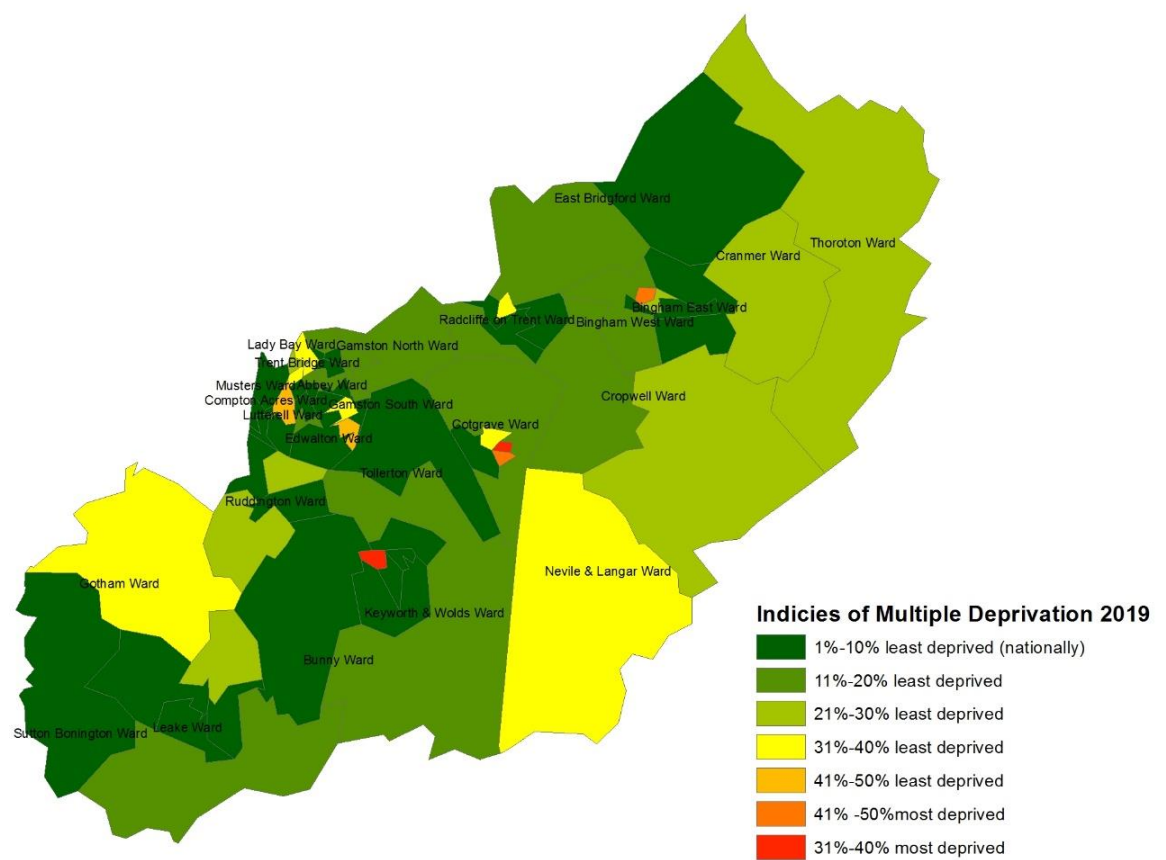 East Bridgford Ward
Thoroton Ward
Cranmer Ward
Bingham East Ward
Radcliffe on Trent Ward
Bingham West Ward
Lady Bay Ward
Gamston North Ward
Trent Bridge Ward
Musters Ward
Abbey Ward
Compton Acres Ward
Cropwell Ward
Gamston South Ward
Lutterell Ward
Cotgrave Ward
Edwalton Ward
Tollerton Ward
Ruddington Ward
Nevile & Langar Ward
Gotham Ward
Keyworth & Wolds Ward
Bunny Ward
Leake Ward
Sutton Bonington Ward
Indicies of Multiple Deprivation 2019
1%-10% least deprived (nationally)
11%-20% least deprived
21%-30% least deprived
31%-40% least deprived
41%-50% least deprived
41% -50%most deprived
31%-40% most deprived